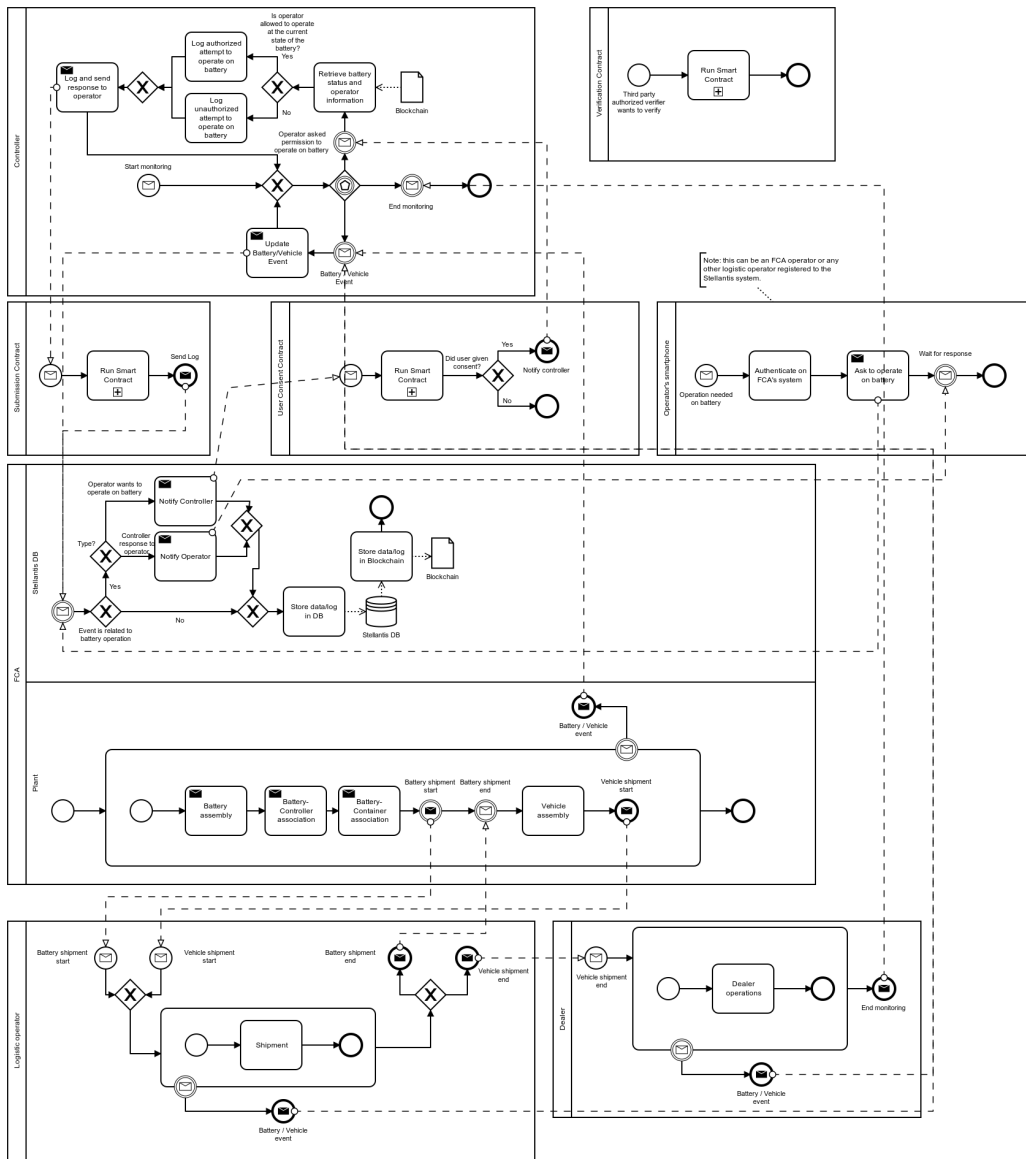 Controller
Log and send
response to
operator
Log authorized
attempt to
operate on
battery
Log
unauthorized
attempt to
operate on
battery
Is operator
allowed to operate
at the current
state of the
battery?
Yes
No
Retrieve battery
status and
operator
information
Blockchain
Operator asked
permission to
operate on battery
Start monitoring
End monitoring
Update
Battery/Vehicle
Event
Battery / Vehicle
Event
Verification Contract
Third party
authorized verifier
wants to verify
Run Smart
Contract
Note: this can be an FCA operator or any
other logistic operator registered to the
Stellantis system.
Submission Contract
Run Smart
Contract
Send Log
User Consent Contract
Run Smart
Contract
Did user given
consent?
Yes
Notify controller
No
Operator's smartphone
Operation needed
on battery
Authenticate on
FCA's system
Ask to operate
on battery
Wait for response
FCA
Stellantis DB
Operator wants to
operate on battery
Notify Controller
Type?
Controller
response to
operator
Notify Operator
Yes
Event is related to
battery operation
No
Store data/log
in DB
Stellantis DB
Store data/log
in Blockchain
Blockchain
Plant
Battery / Vehicle
event
Battery
assembly
Battery-
Controller
association
Battery-
Container
association
Battery shipment
start
Battery shipment
end
Vehicle
assembly
Vehicle shipment
start
Logistic operator
Battery shipment
start
Vehicle shipment
start
Shipment
Battery shipment
end
Vehicle shipment
end
Battery / Vehicle
event
Dealer
Vehicle shipment
end
Dealer
operations
End monitoring
Battery / Vehicle
event